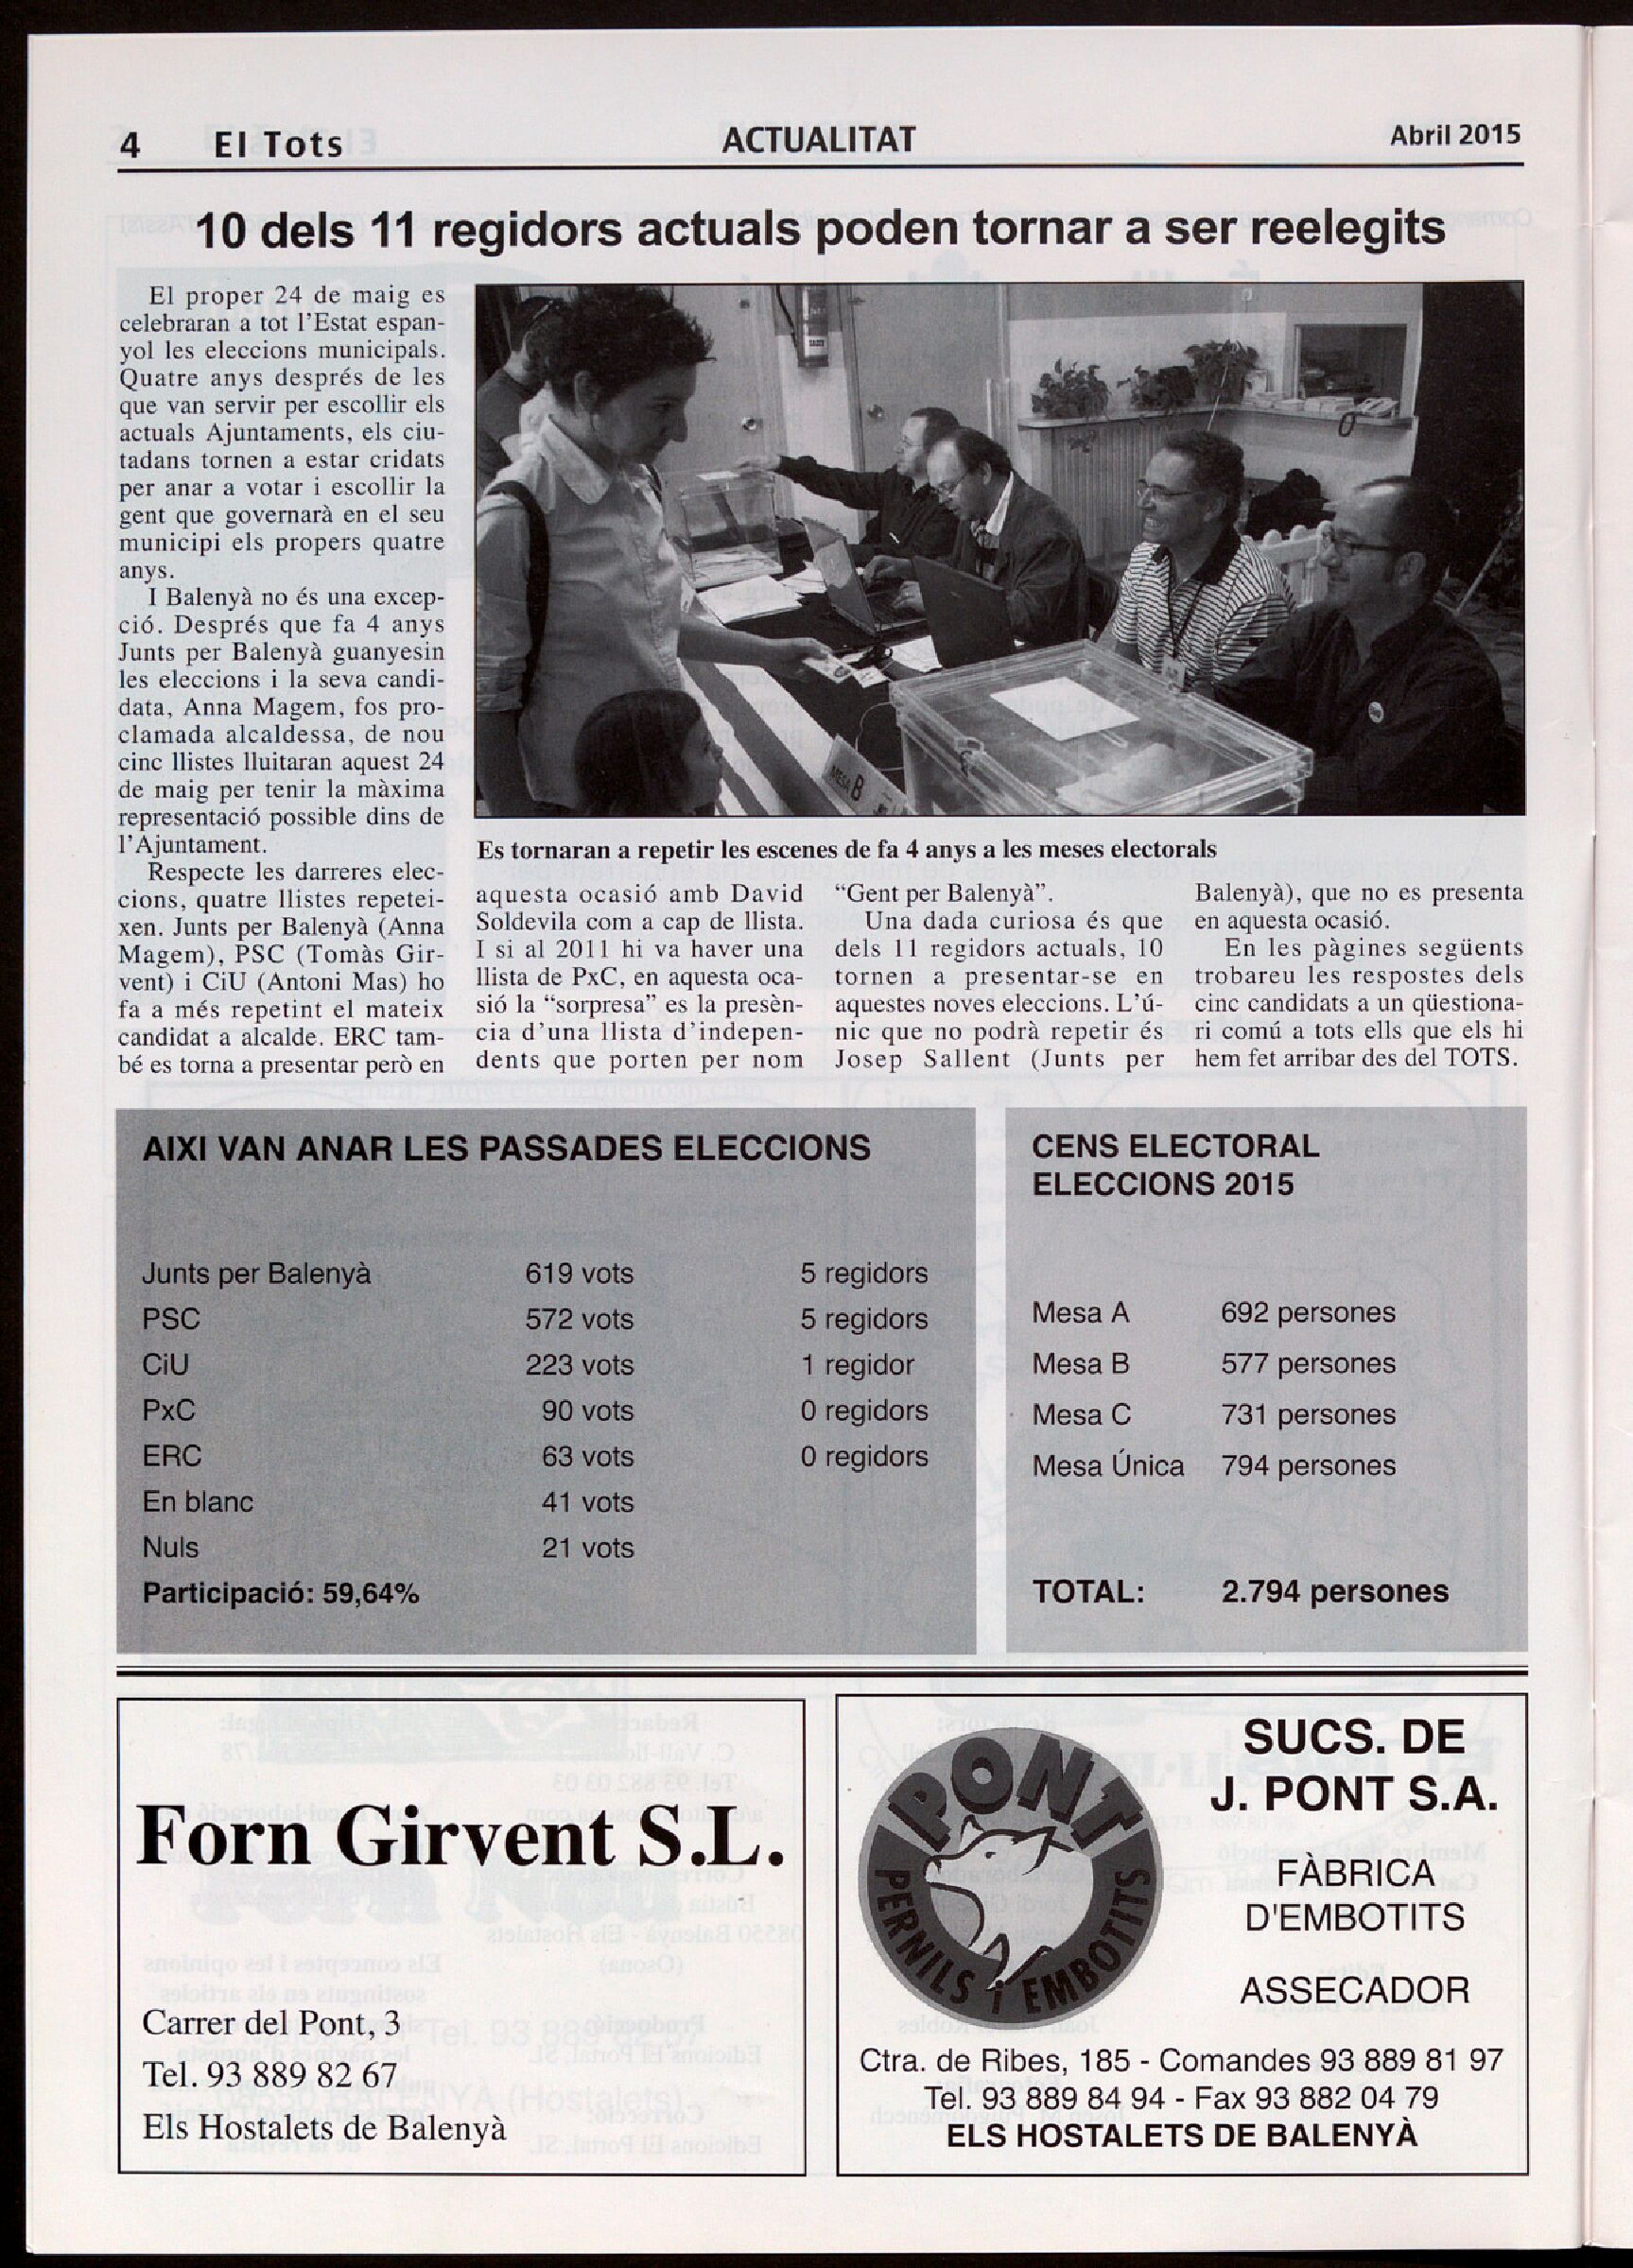 4 El Tots ACTUALITAT Abril 2015
10 dels 11 regidors actuals poden tornar a ser reelegits
El proper 24 de maig es
celebraran a tot l'Estat espan-
yol les eleccions municipals.
Quatre anys després de les
que van servir per escollir els
actuals Ajuntaments, els ciu-
tadans tornen a estar cridats
per anar a votar i escollir la
gent que governarà en el seu
municipi els propers quatre
anys.
I Balenyà no és una excep-
ció. Després que fa 4 anys
Junts per Balenyà guanyesin
les eleccions i la seva candi-
data, Anna Magem, fos pro-
clamada alcaldessa, de nou
cinc llistes lluitaran aquest 24
de maig per tenir la màxima
representació possible dins de
l'Ajuntament.
Respecte les darreres elec-
cions, quatre llistes repetei-
xen. Junts per Balenyà (Anna
Magem), PSC (Tomàs Gir-
vent) i CiU (Antoni Mas) ho
fa a més repetint el mateix
candidat a alcalde. ERC tam-
bé es torna a presentar però en
MESA B
Es tornaran a repetir les escenes de fa 4 anys a les meses electorals
aquesta ocasió amb David
Soldevila com a cap de llista.
I si al 2011 hi va haver una
llista de PxC, en aquesta oca-
sió la "sorpresa" es la presèn-
cia d'una llista d'indepen-
dents que porten per nom
"Gent per Balenyà".
Una dada curiosa és que
dels 11 regidors actuals, 10
tornen a presentar-se en
aquestes noves eleccions. L'ú-
nic que no podrà repetir és
Josep Sallent (Junts per
Balenyà), que no es presenta
en aquesta ocasió.
En les pàgines següents
trobareu les respostes dels
cinc candidats a un qüestiona-
ri comú a tots ells que els hi
hem fet arribar des del TOTS.
AIXI VAN ANAR LES PASSADES ELECCIONS
Junts per Balenyà 619 vots 5 regidors
PSC 572 vots 5 regidors
CiU 223 vots 1 regidor
PxC 90 vots 0 regidors
ERC 63 vots 0 regidors
En blanc 41 vots
Nuls 21 vots
Participació: 59,64%
CENS ELECTORAL
ELECCIONS 2015
Mesa A 692 persones
Mesa B 577 persones
Mesa C 731 persones
Mesa Única 794 persones
TOTAL: 2.794 persones
Forn Girvent S.L.
Carrer del Pont, 3
Tel. 93 889 82 67
Els Hostalets de Balenyà
PONT
PERNILS i EMBOTITS
SUCS. DE
J. PONT S.A.
FÀBRICA
D'EMBOTITS
ASSECADOR
Ctra. de Ribes, 185 - Comandes 93 889 81 97
Tel. 93 889 84 94 - Fax 93 882 04 79
ELS HOSTALETS DE BALENYÀ